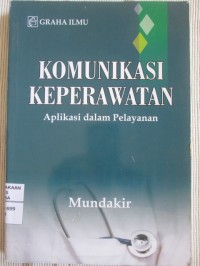 GRAHA ILMU
KOMUNIKASI
KEPERAWATAN
Aplikasi dalam Pelayanan
Mundakir